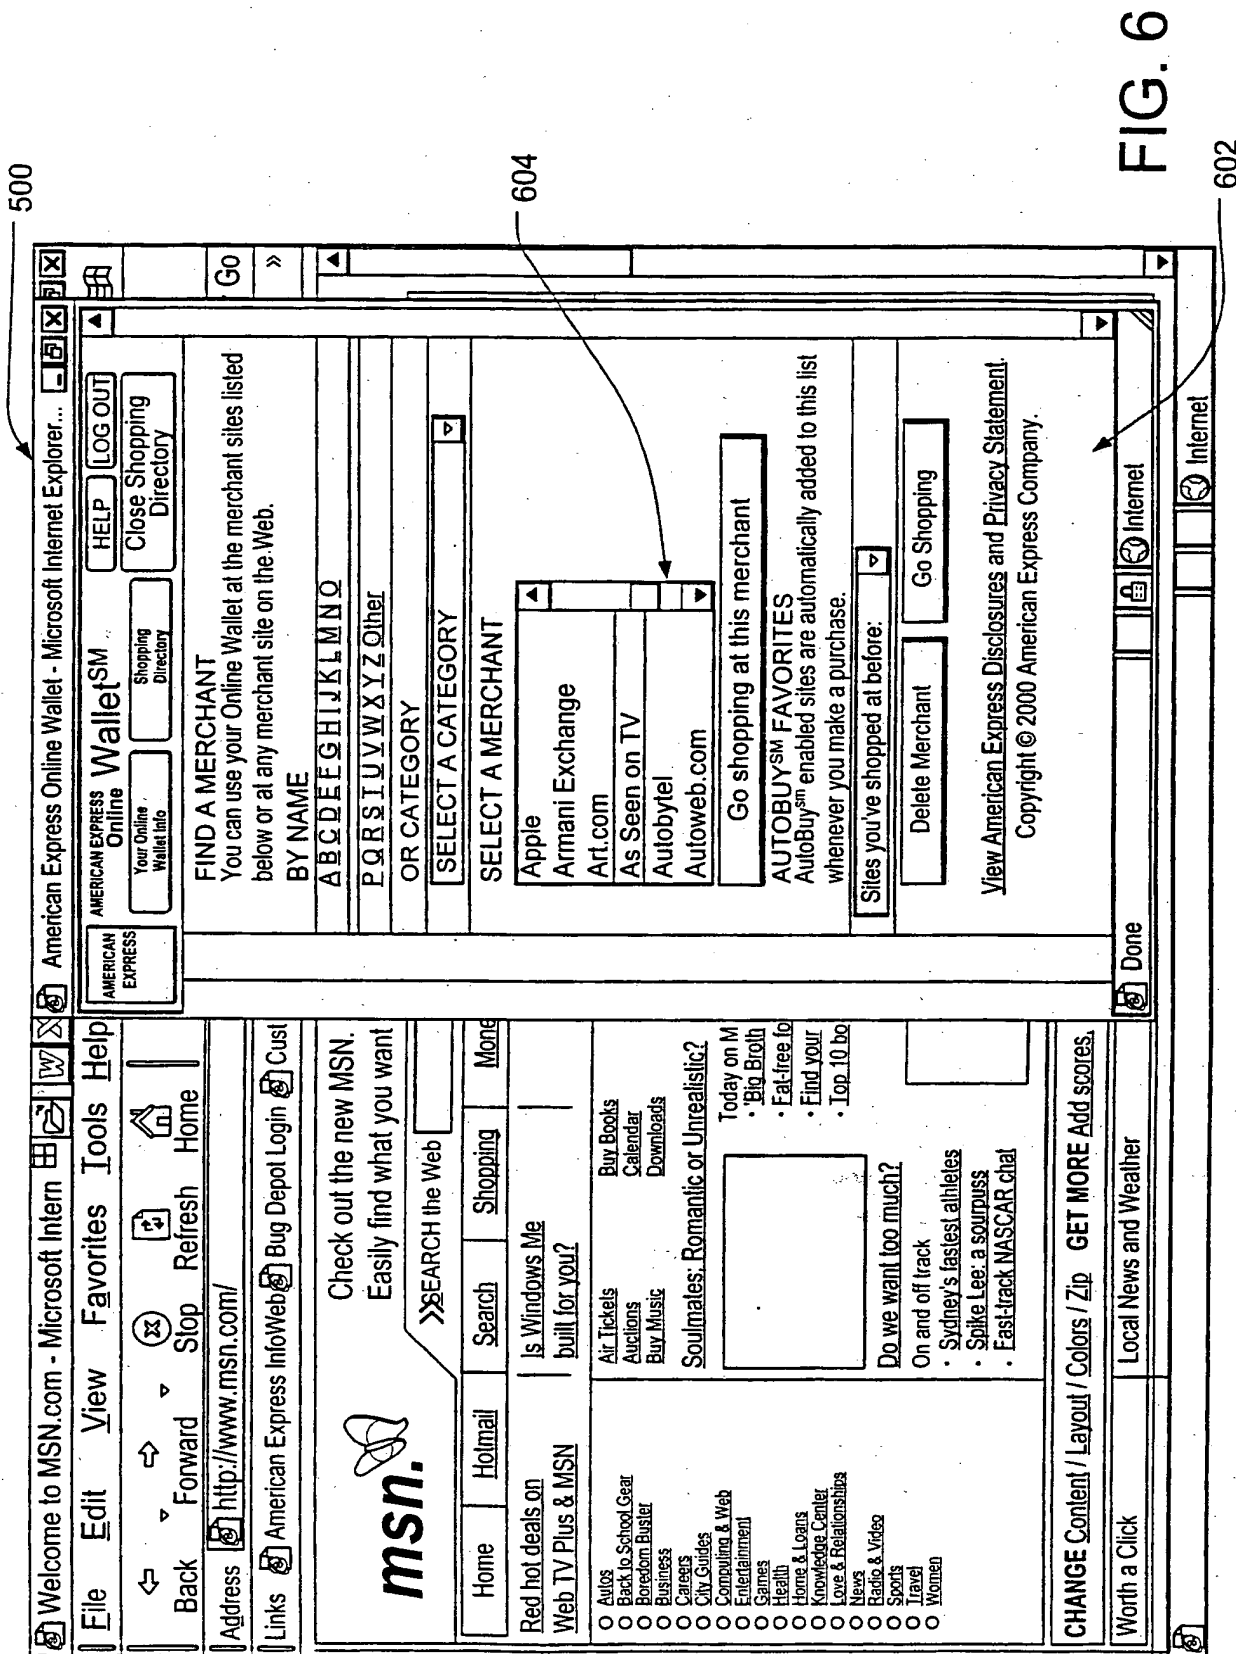 500
Welcome to MSN.com - Microsoft Intern
File Edit View Favorites Tools Help
Back Forward Stop Refresh Home
Address http://www.msn.com/
Links American Express InfoWeb Bug Depot Login Cust
msn.
Check out the new MSN.
Easily find what you want
SEARCH the Web
Home Hotmail Search Shopping Mone
Red hot deals on
Web TV Plus & MSN
Is Windows Me
built for you?
Autos
Back to School Gear
Boredom Buster
Business
Careers
City Guides
Computing & Web
Entertainment
Games
Health
Home & Loans
Knowledge Center
Love & Relationships
News
Radio & Video
Sports
Travel
Women
Air Tickets
Auctions
Buy Music
Buy Books
Calendar
Downloads
Soulmates; Romantic or Unrealistic?
Today on M
· 'Big Broth
· Fat-free fo
· Find your
· Top 10 bo
Do we want too much?
On and off track
· Sydney's fastest athletes
· Spike Lee: a sourpuss
· Fast-track NASCAR chat
CHANGE Content / Layout / Colors / Zip GET MORE Add scores,
Worth a Click Local News and Weather
American Express Online Wallet - Microsoft Internet Explorer...
AMERICAN EXPRESS
AMERICAN EXPRESS
Online Wallet SM
HELP LOG OUT
Your Online
Wallet Info
Shopping
Directory
Close Shopping
Directory
Go
»
FIND A MERCHANT
You can use your Online Wallet at the merchant sites listed
below or at any merchant site on the Web.
BY NAME
A B C D E F G H I J K L M N O
P Q R S T U V W X Y Z Other
OR CATEGORY
SELECT A CATEGORY
SELECT A MERCHANT
Apple
Armani Exchange
Art.com
As Seen on TV
Autobytel
Autoweb.com
604
Go shopping at this merchant
AUTOBUY SM FAVORITES
AutoBuy sm enabled sites are automatically added to this list
whenever you make a purchase.
Sites you've shopped at before:
Delete Merchant Go Shopping
View American Express Disclosures and Privacy Statement.
Copyright © 2000 American Express Company.
Done Internet
Internet
602
FIG. 6